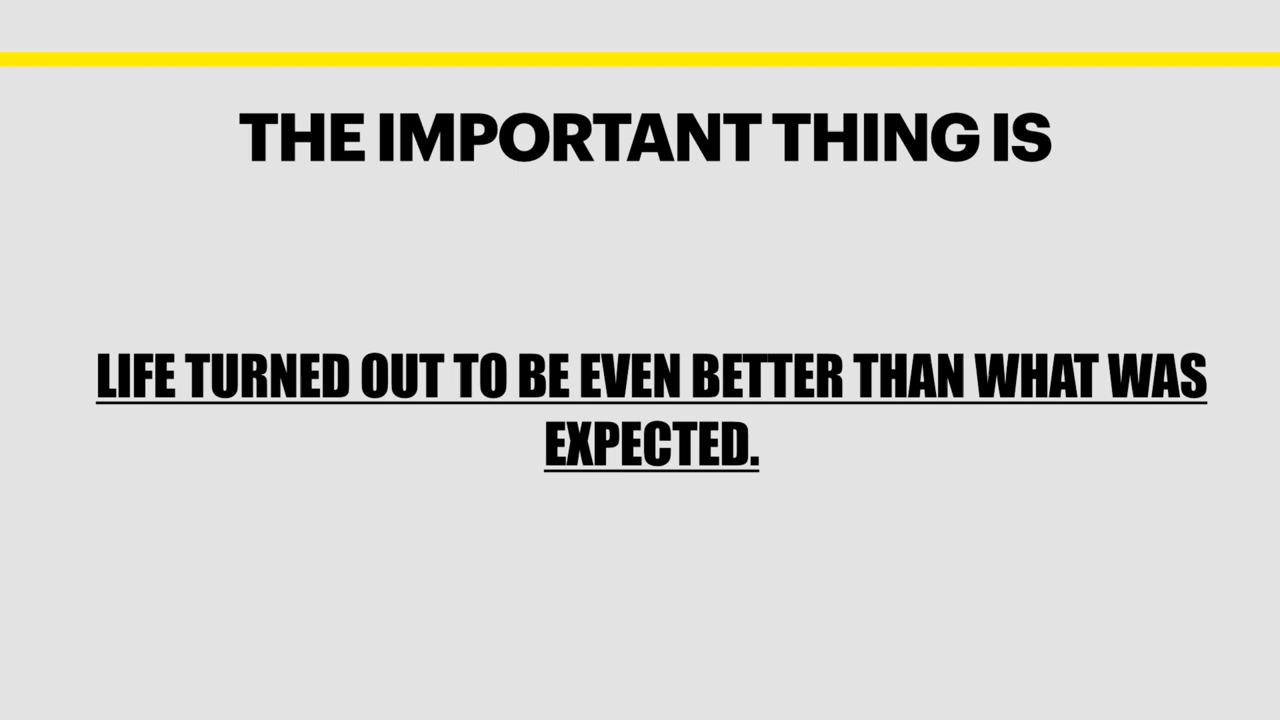 THE IMPORTANT THING IS
LIFE TURNED OUT TO BE EVEN BETTER THAN WHAT WAS
EXPECTED.